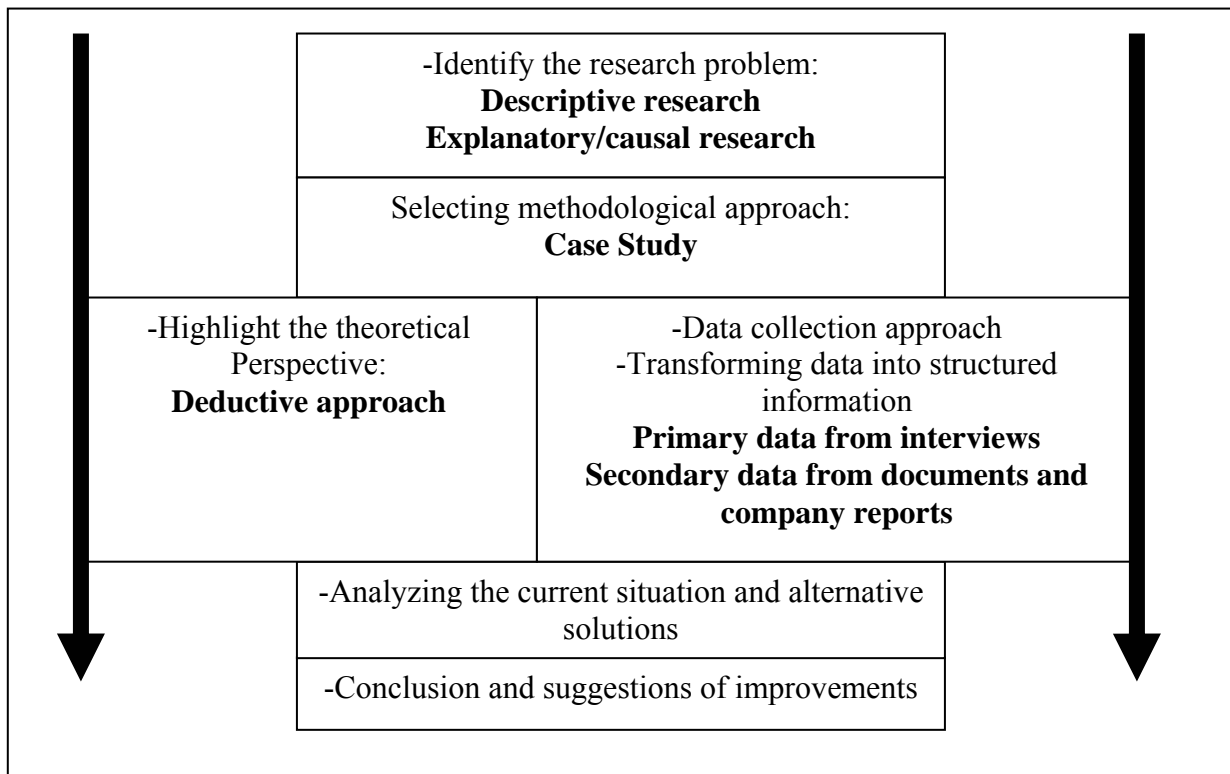 -Identify the research problem:
Descriptive research
Explanatory/causal research
Selecting methodological approach:
Case Study
-Highlight the theoretical
Perspective:
Deductive approach
-Data collection approach
-Transforming data into structured
information
Primary data from interviews
Secondary data from documents and
company reports
-Analyzing the current situation and alternative
solutions
-Conclusion and suggestions of improvements